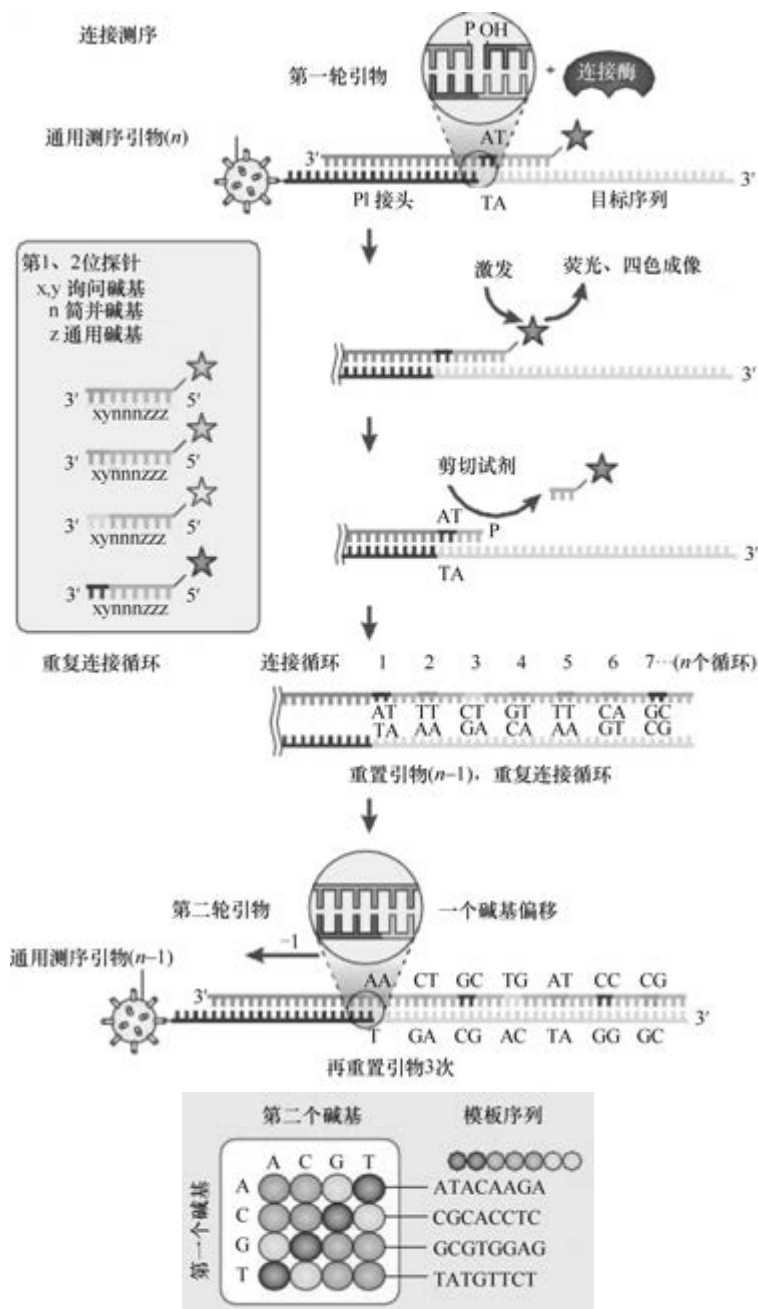 连接测序
P OH
第一轮引物
+
连接酶
通用测序引物(n)
AT
3′
P1 接头
TA
目标序列
3′
第1、2位探针
x,y 询问碱基
n 简并碱基
z 通用碱基
3′ xynnnzzz 5′
3′ xynnnzzz 5′
3′ xynnnzzz 5′
3′ xynnnzzz 5′
激发
荧光、四色成像
3′
剪切试剂
AT
P
TA
3′
重复连接循环
连接循环 1 2 3 4 5 6 7…(n个循环)
AT TT CT GT TT CA GC
TA AA GA CA AA GT CG
重置引物(n−1)，重复连接循环
第二轮引物
一个碱基偏移
−1
通用测序引物(n−1)
AA CT GC TG AT CC CG
3′
3′
T GA CG AC TA GG GC
再重置引物3次
第二个碱基
模板序列
A C G T
第一个碱基
A ATACAAGA
C CGCACCTC
G GCGTGGAG
T TATGTTCT